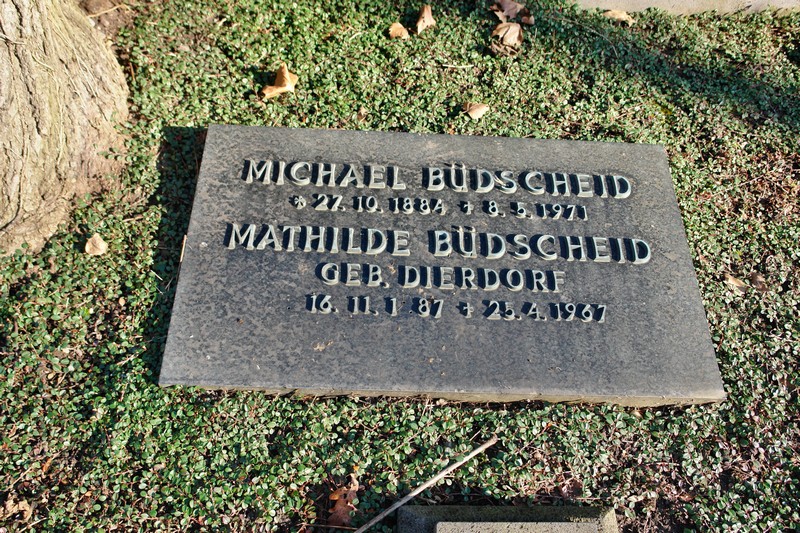 MICHAEL BÜDSCHEID
* 27. 10. 1884 + 8. 5. 1971
MATHILDE BÜDSCHEID
GEB. DIERDORF
16. 11. 1 87 + 25. 4. 1967